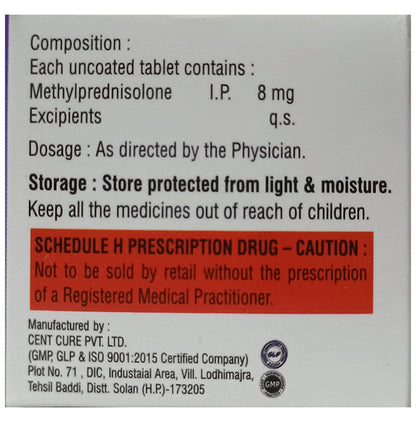 Composition :
Each uncoated tablet contains :
Methylprednisolone I.P. 8 mg
Excipients q.s.
Dosage : As directed by the Physician.
Storage : Store protected from light & moisture.
Keep all the medicines out of reach of children.
SCHEDULE H PRESCRIPTION DRUG – CAUTION :
Not to be sold by retail without the prescription
of a Registered Medical Practitioner.
Manufactured by :
CENT CURE PVT. LTD.
(GMP, GLP & ISO 9001:2015 Certified Company)
Plot No. 71 , DIC, Industaial Area, Vill. Lodhimajra,
Tehsil Baddi, Distt. Solan (H.P.)-173205
GLP
GMP